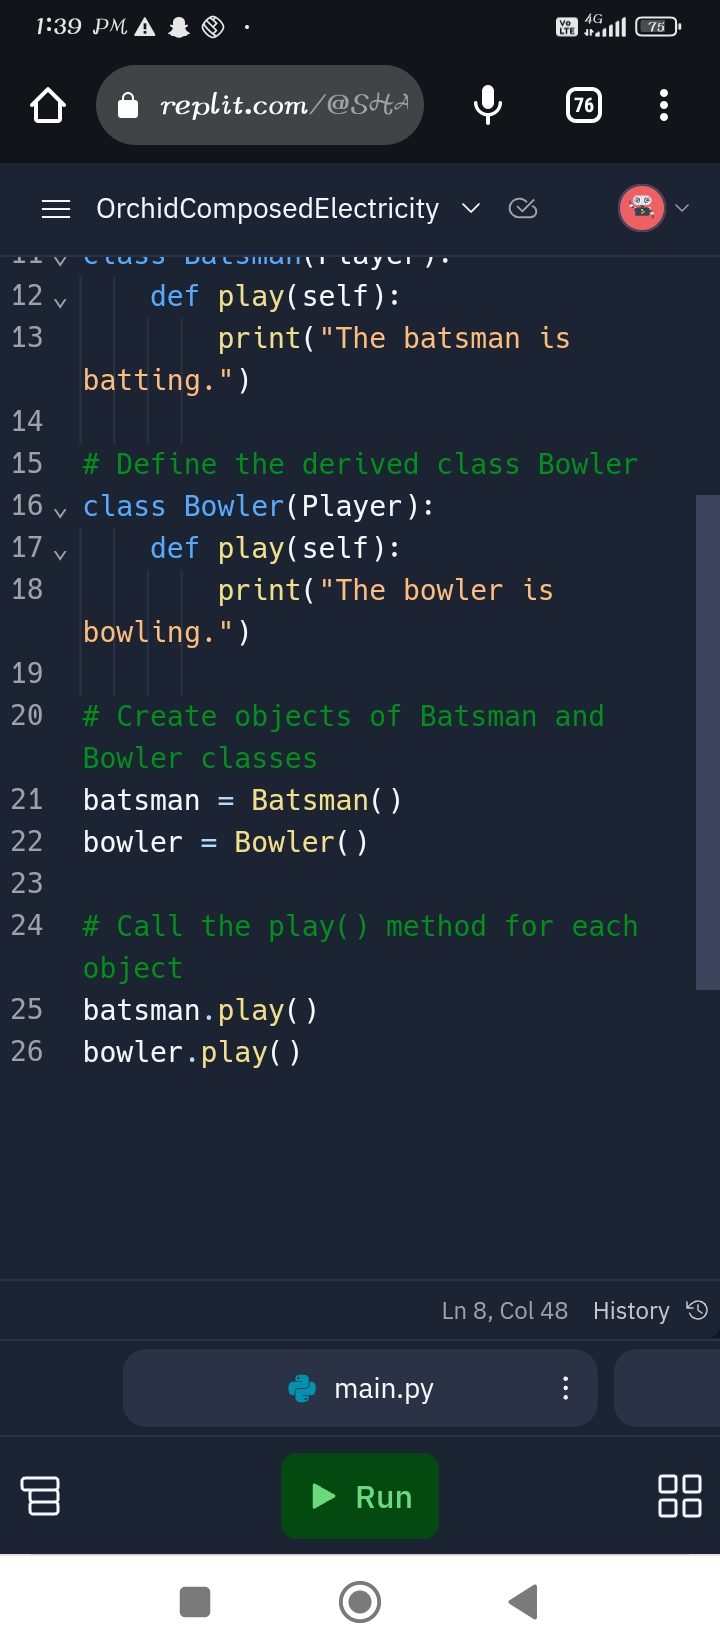 1:39 PM
Vo LTE 4G 75
replit.com/@SHA
76
OrchidComposedElectricity
11 class Batsman(Player):
12 def play(self):
13 print("The batsman is
batting.")
14
15 # Define the derived class Bowler
16 class Bowler(Player):
17 def play(self):
18 print("The bowler is
bowling.")
19
20 # Create objects of Batsman and
Bowler classes
21 batsman = Batsman()
22 bowler = Bowler()
23
24 # Call the play() method for each
object
25 batsman.play()
26 bowler.play()
Ln 8, Col 48 History
main.py
Run